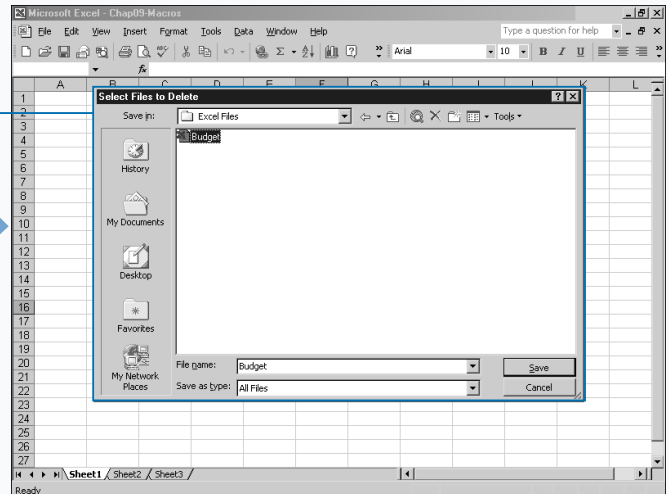 Microsoft Excel - Chap09-Macros
File Edit View Insert Format Tools Data Window Help
Type a question for help
Arial 10 B I U
fx
A B C D E F G H I J K L
Select Files to Delete
Save in: Excel Files
Tools
Budget
History
My Documents
Desktop
Favorites
My Network Places
File name: Budget
Save
Save as type: All Files
Cancel
1
2
3
4
5
6
7
8
9
10
11
12
13
14
15
16
17
18
19
20
21
22
23
24
25
26
27
Sheet1 Sheet2 Sheet3
Ready